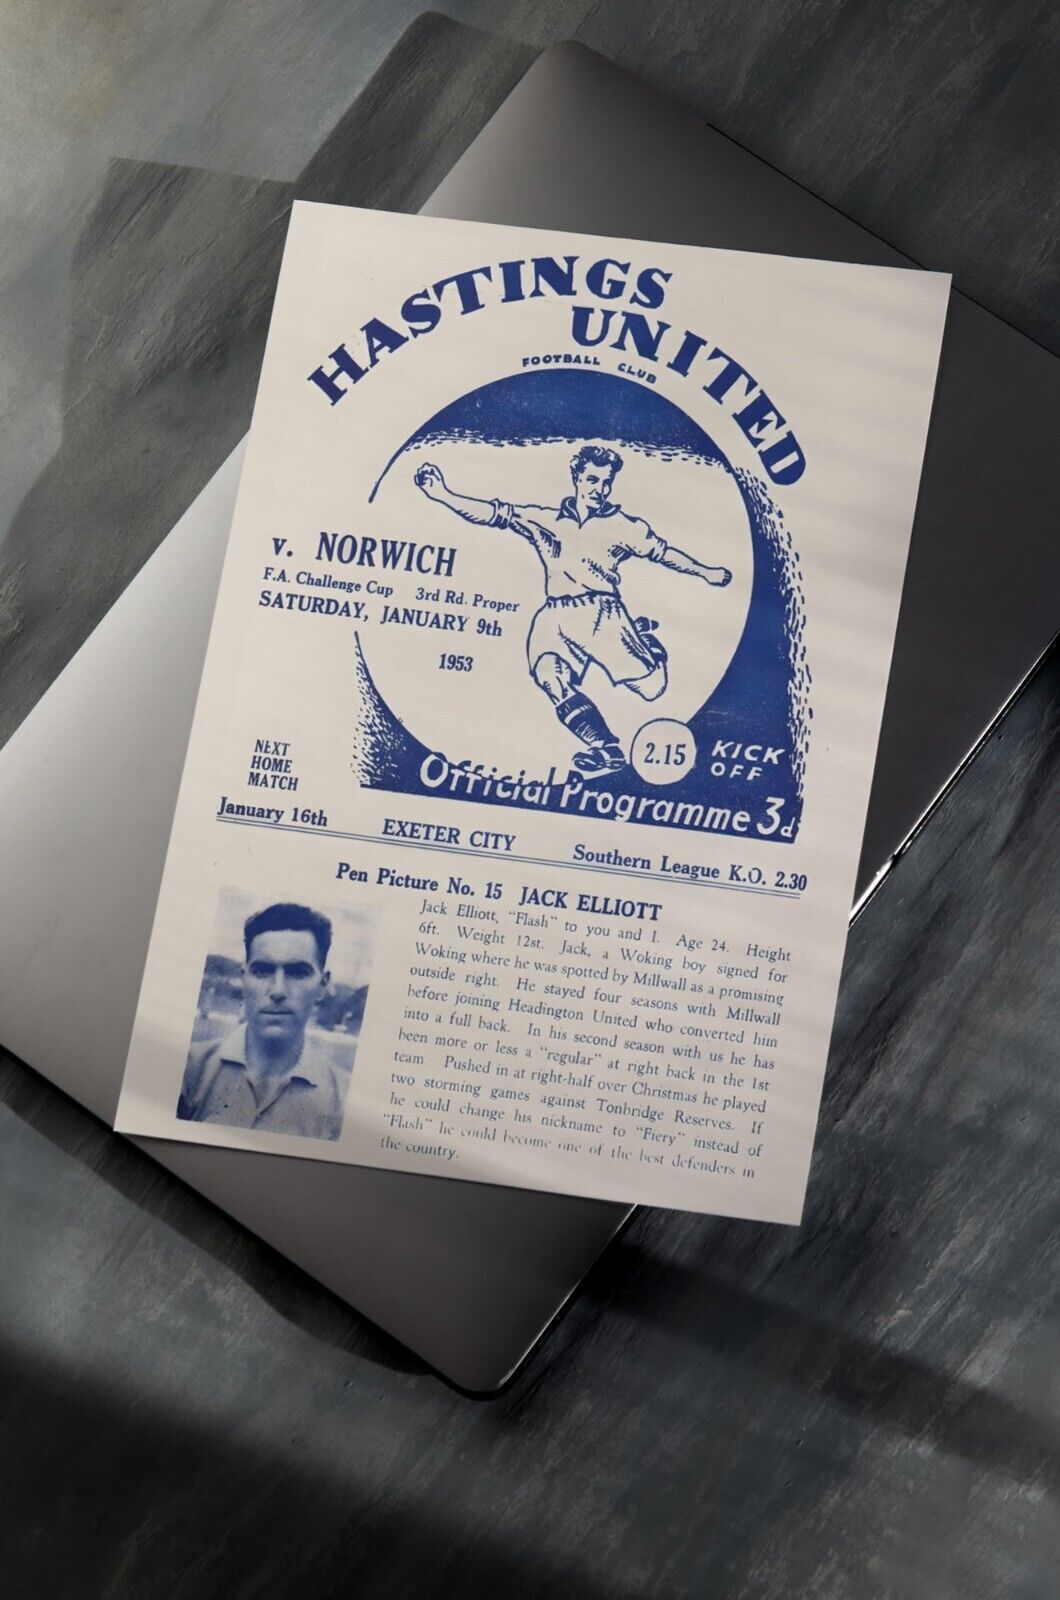 HASTINGS
UNITED
FOOTBALL CLUB
v. NORWICH
F.A. Challenge Cup 3rd Rd. Proper
SATURDAY, JANUARY 9th
1953
2.15 KICK
OFF
Official Programme 3d
NEXT
HOME
MATCH
January 16th EXETER CITY Southern League K.O. 2.30
Pen Picture No. 15 JACK ELLIOTT
Jack Elliott, "Flash" to you and I. Age 24. Height
6ft. Weight 12st. Jack, a Woking boy signed for
Woking where he was spotted by Millwall as a promising
outside right. He stayed four seasons with Millwall
before joining Headington United who converted him
into a full back. In his second season with us he has
been more or less a "regular" at right back in the 1st
team. Pushed in at right-half over Christmas he played
two storming games against Tonbridge Reserves. If
he could change his nickname to "Fiery" instead of
"Flash" he could become one of the best defenders in
the country.